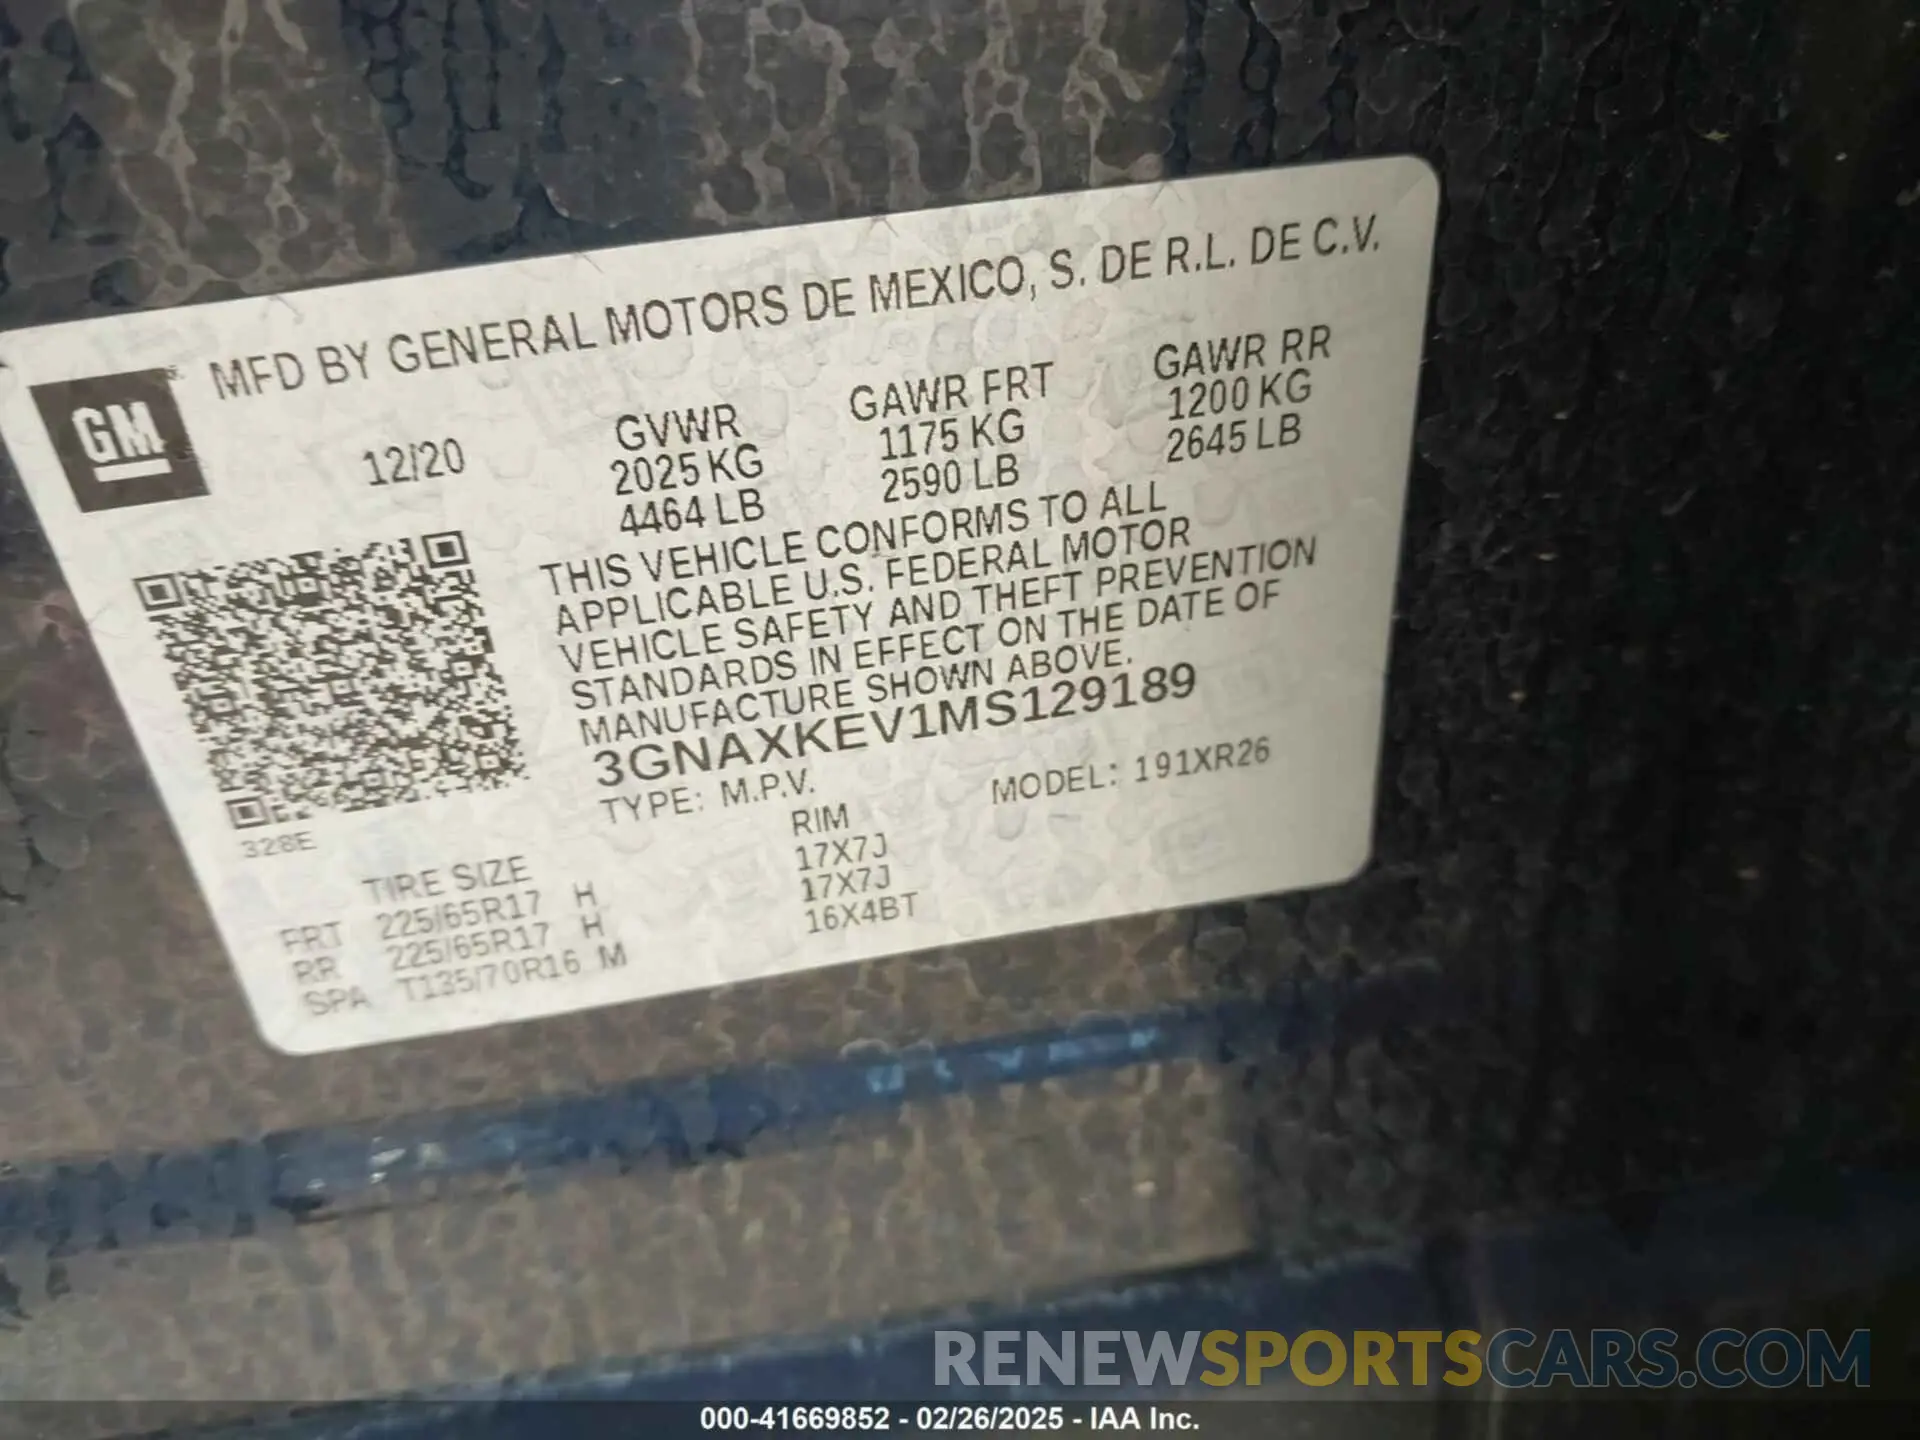 MFD BY GENERAL MOTORS DE MEXICO, S. DE R.L. DE C.V.
GM
12/20
GVWR
2025 KG
4464 LB
GAWR FRT
1175 KG
2590 LB
GAWR RR
1200 KG
2645 LB
THIS VEHICLE CONFORMS TO ALL
APPLICABLE U.S. FEDERAL MOTOR
VEHICLE SAFETY AND THEFT PREVENTION
STANDARDS IN EFFECT ON THE DATE OF
MANUFACTURE SHOWN ABOVE.
3GNAXKEV1MS129189
TYPE: M.P.V. MODEL: 191XR26
328E
TIRE SIZE RIM
FRT 225/65R17 H 17X7J
RR 225/65R17 H 17X7J
SPA T135/70R16 M 16X4BT
RENEWSPORTSCARS.COM
000-41669852 - 02/26/2025 - IAA Inc.